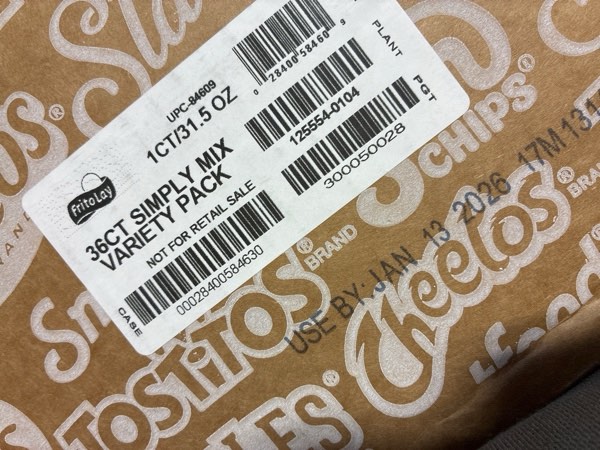 UPC-84609
1CT/31.5 OZ
FritoLay
36CT SIMPLY MIX
VARIETY PACK
NOT FOR RETAIL SALE
00028400584630
CASE
0 28400 58460 9
PLANT
125554-0104
PGT
300050028
CHIPS®
USE BY: JAN 13 2026 17M131
TOSTITOS®
BRAND
Cheetos®
BRA